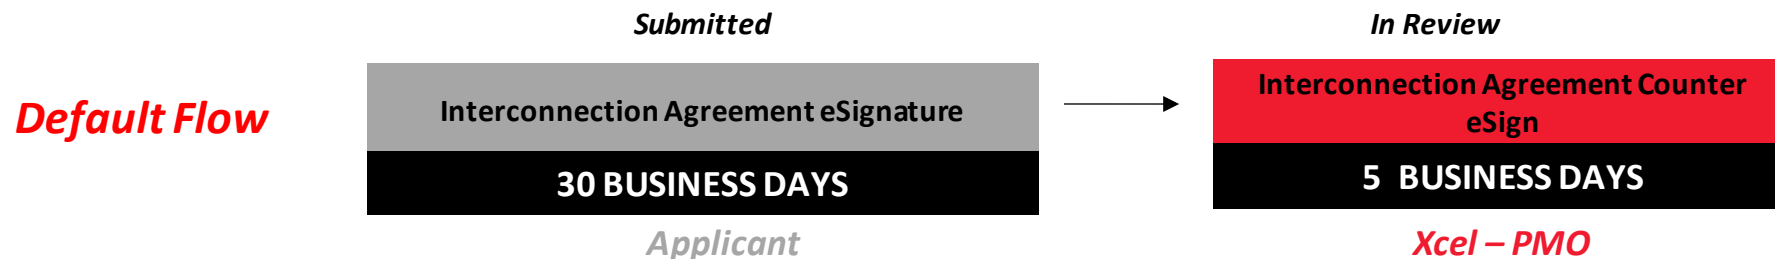 Submitted
In Review
Default Flow
Interconnection Agreement eSignature
30 BUSINESS DAYS
Applicant
Interconnection Agreement Counter
eSign
5 BUSINESS DAYS
Xcel – PMO